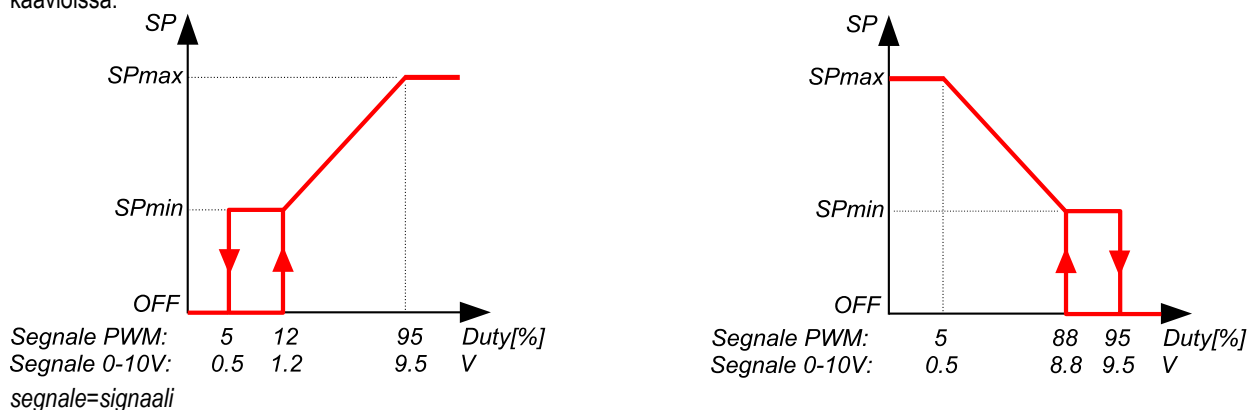 kaavioissa:
SP
SPmax
SPmin
OFF
Segnale PWM: 5 12 95 Duty[%]
Segnale 0-10V: 0.5 1.2 9.5 V
segnale=signaali
SP
SPmax
SPmin
OFF
Segnale PWM: 5 88 95 Duty[%]
Segnale 0-10V: 0.5 8.8 9.5 V